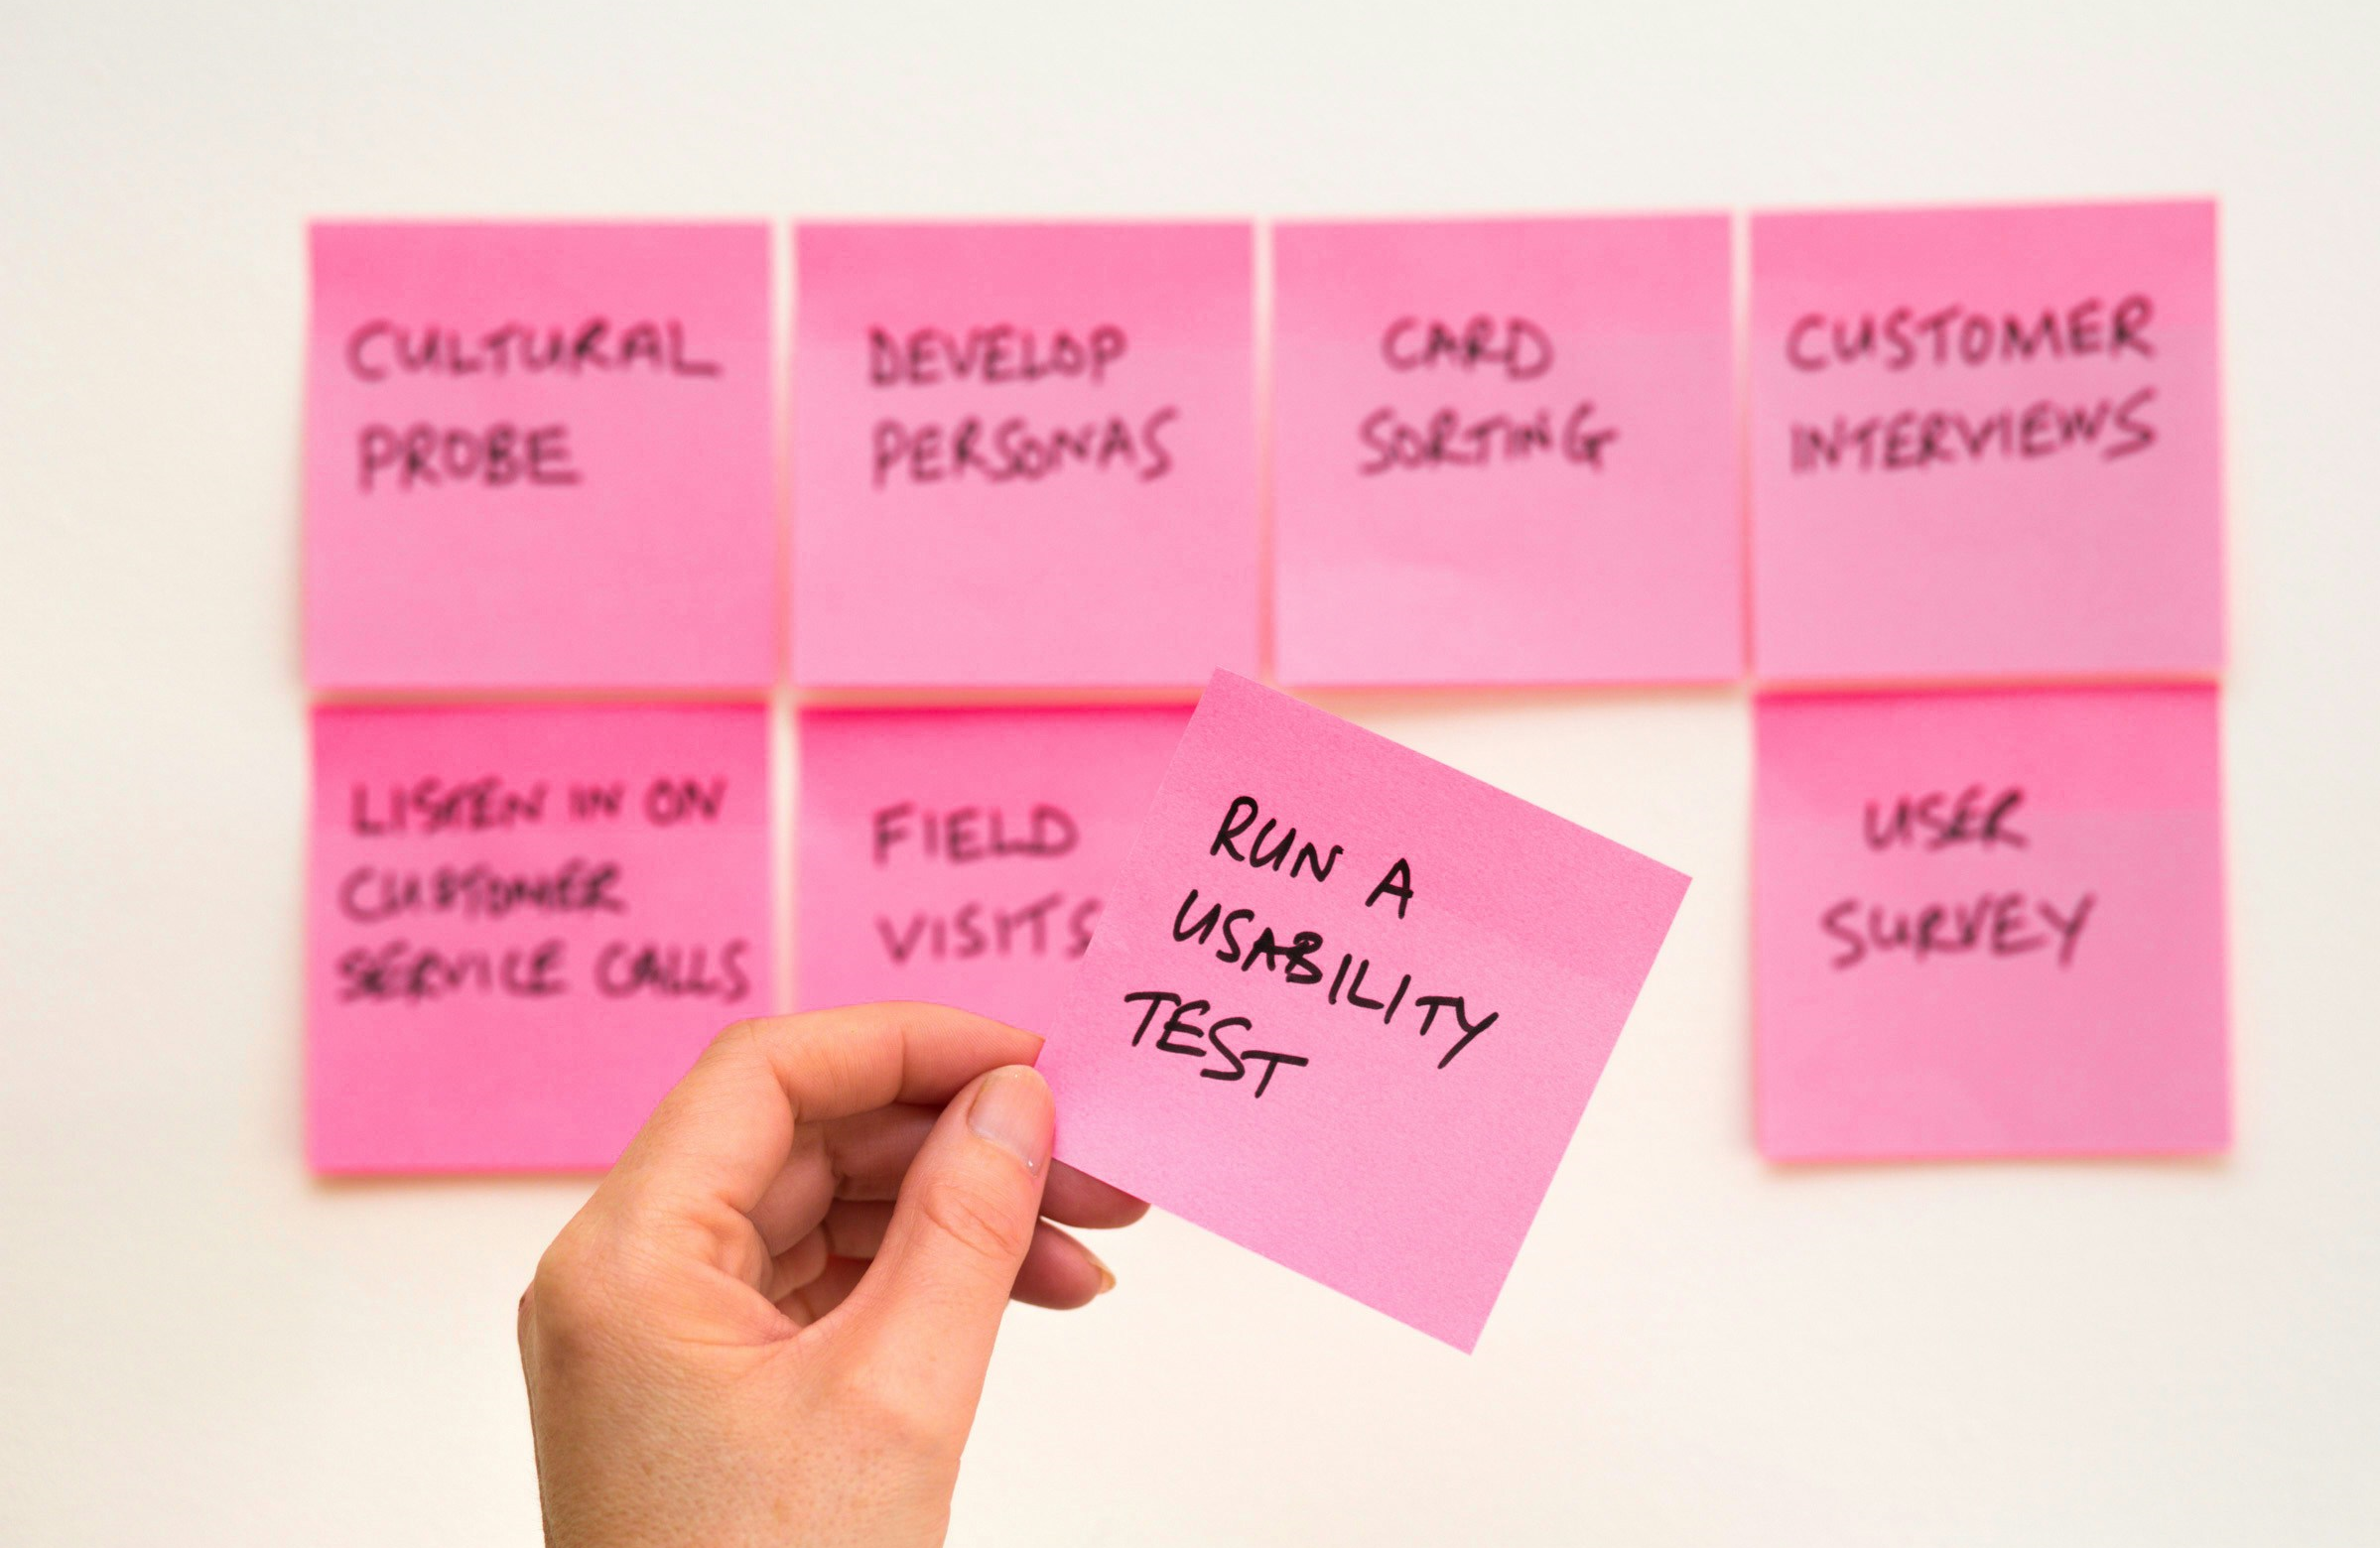 CULTURAL
PROBE
DEVELOP
PERSONAS
CARD
SORTING
CUSTOMER
INTERVIEWS
LISTEN IN ON
CUSTOMER
SERVICE CALLS
FIELD
VISITS
RUN A
USABILITY
TEST
USER
SURVEY